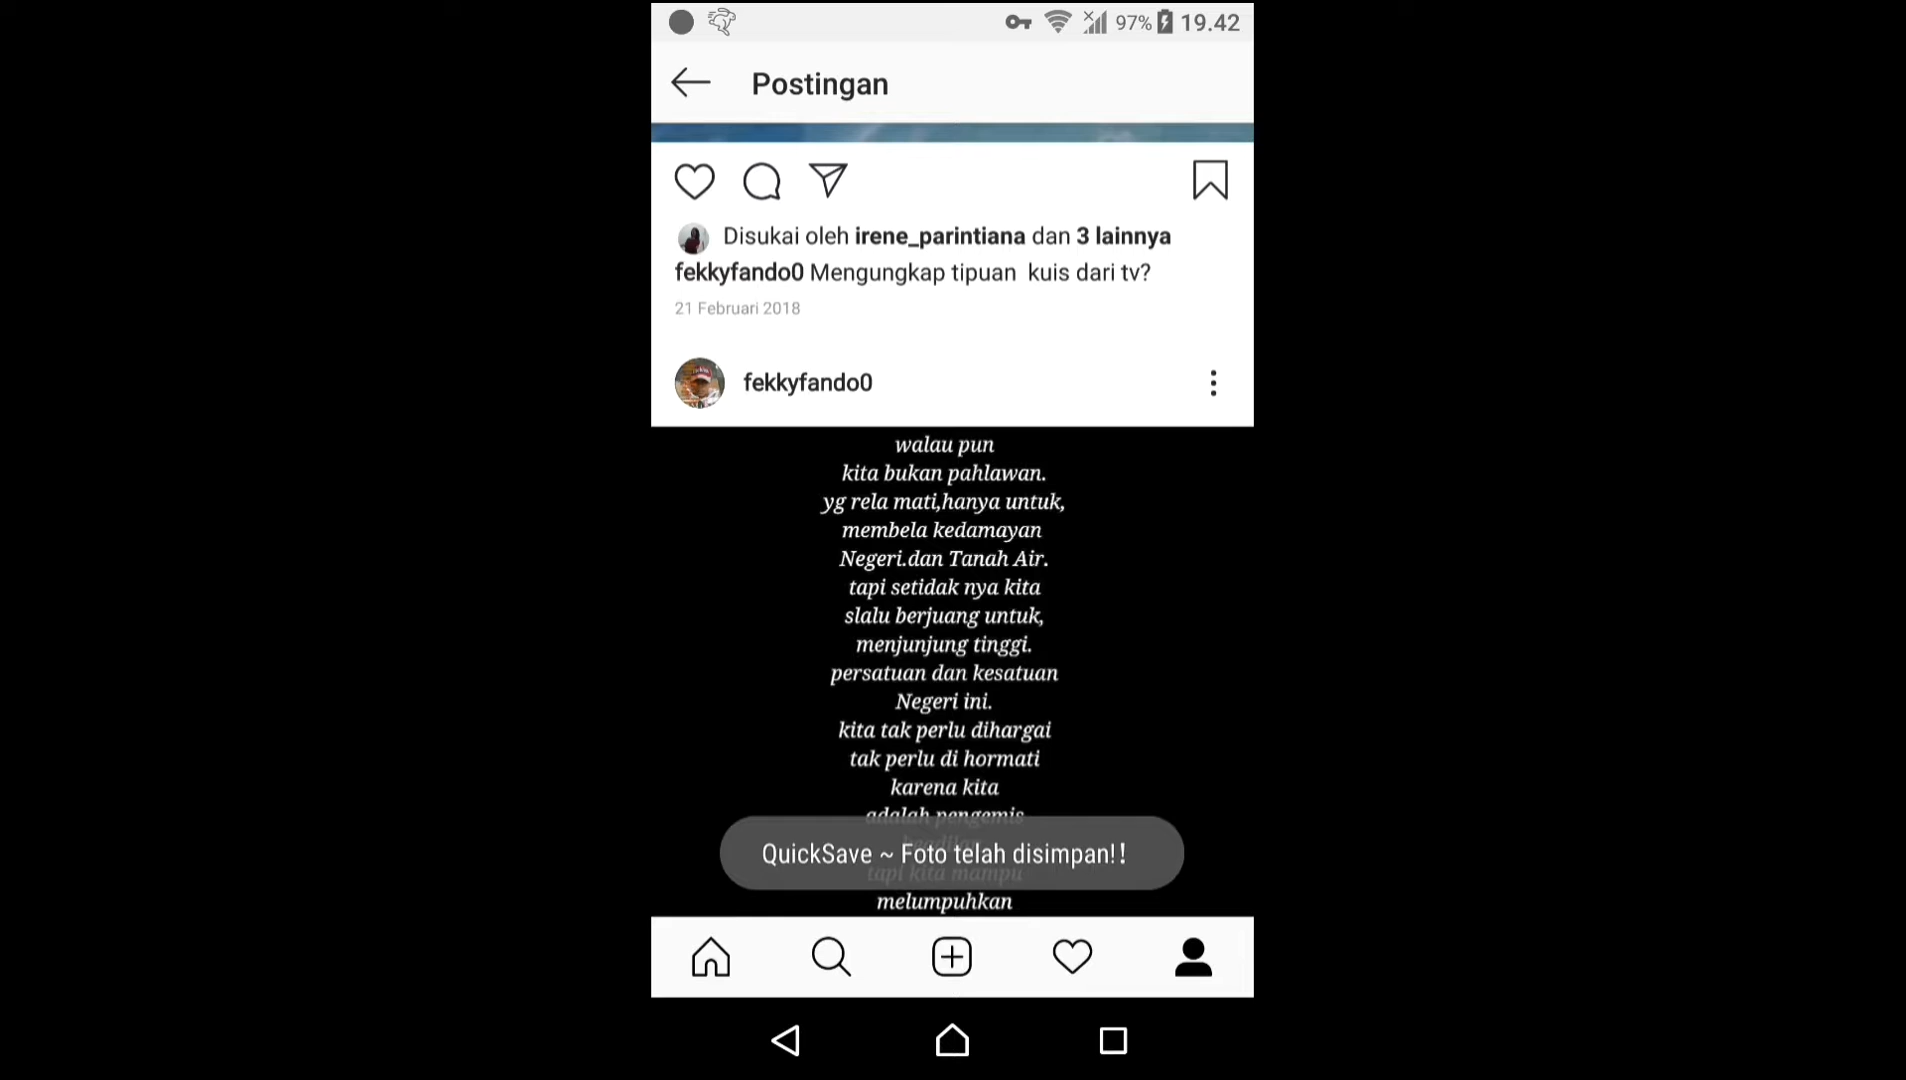 97% 19.42
Postingan
Disukai oleh irene_parintiana dan 3 lainnya
fekkyfando0 Mengungkap tipuan kuis dari tv?
21 Februari 2018
fekkyfando0
walau pun
kita bukan pahlawan.
yg rela mati,hanya untuk,
membela kedamayan
Negeri.dan Tanah Air.
tapi setidak nya kita
slalu berjuang untuk,
menjunjung tinggi.
persatuan dan kesatuan
Negeri ini.
kita tak perlu dihargai
tak perlu di hormati
karena kita
adalah pengemis
QuickSave ~ Foto telah disimpan!!
tapi kita mampu
melumpuhkan